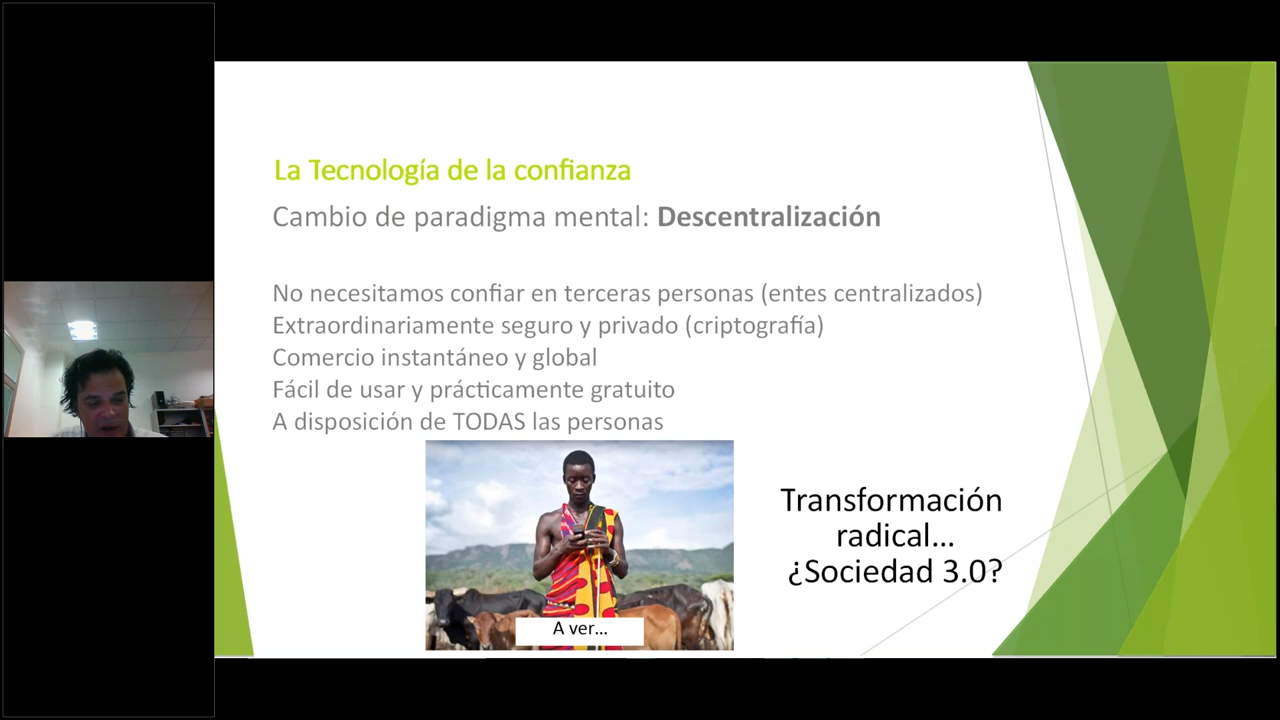 La Tecnología de la confianza
Cambio de paradigma mental: Descentralización
No necesitamos confiar en terceras personas (entes centralizados)
Extraordinariamente seguro y privado (criptografía)
Comercio instantáneo y global
Fácil de usar y prácticamente gratuito
A disposición de TODAS las personas
Transformación
radical...
¿Sociedad 3.0?
A ver...